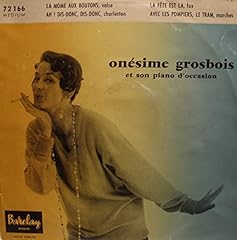 72166
MEDIUM
LA MOME AUX BOUTONS, valse
AH ! DIS-DONC, DIS-DONC, charleston
LA FÊTE EST LA, fox
AVEC LES POMPIERS, LE TRAM, marches
onésime grosbois
et son piano d'occasion
Barclay